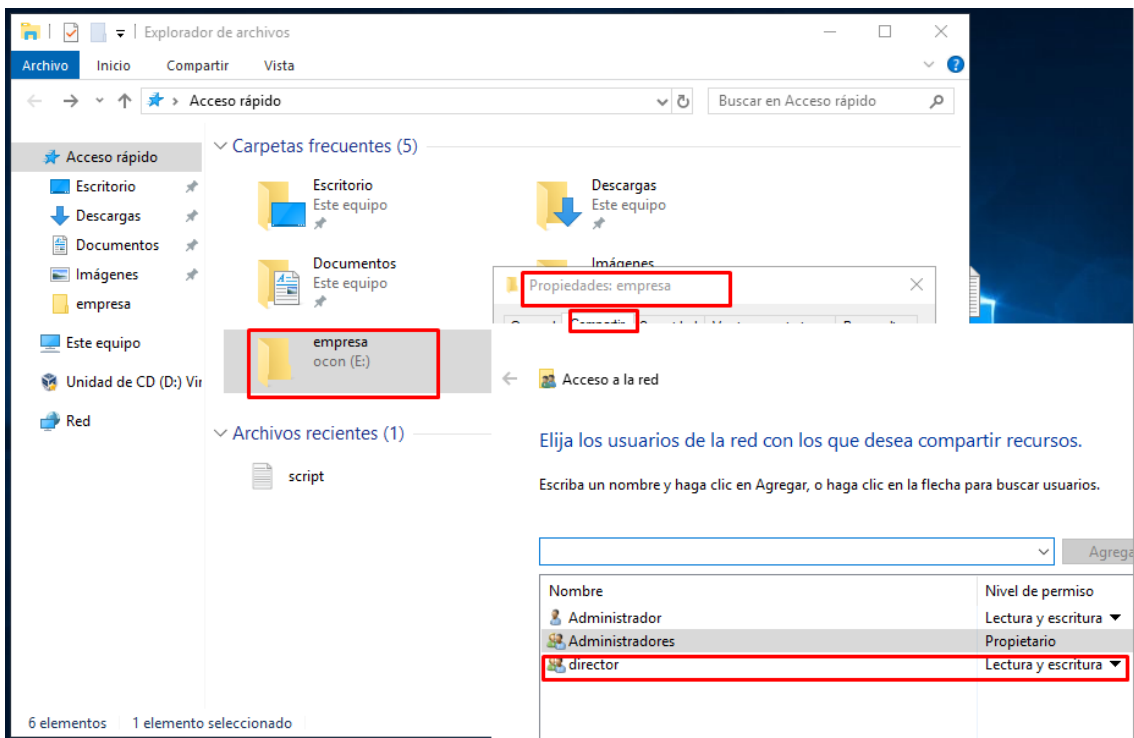 Explorador de archivos
Archivo Inicio Compartir Vista
Acceso rápido
Buscar en Acceso rápido
Acceso rápido
Escritorio
Descargas
Documentos
Imágenes
empresa
Este equipo
Unidad de CD (D:) Vir
Red
Carpetas frecuentes (5)
Escritorio
Este equipo
Descargas
Este equipo
Documentos
Este equipo
Imágenes
empresa
ocon (E:)
Archivos recientes (1)
script
6 elementos 1 elemento seleccionado
Propiedades: empresa
Compartir
Acceso a la red
Elija los usuarios de la red con los que desea compartir recursos.
Escriba un nombre y haga clic en Agregar, o haga clic en la flecha para buscar usuarios.
Agrega
Nombre Nivel de permiso
Administrador Lectura y escritura
Administradores Propietario
director Lectura y escritura